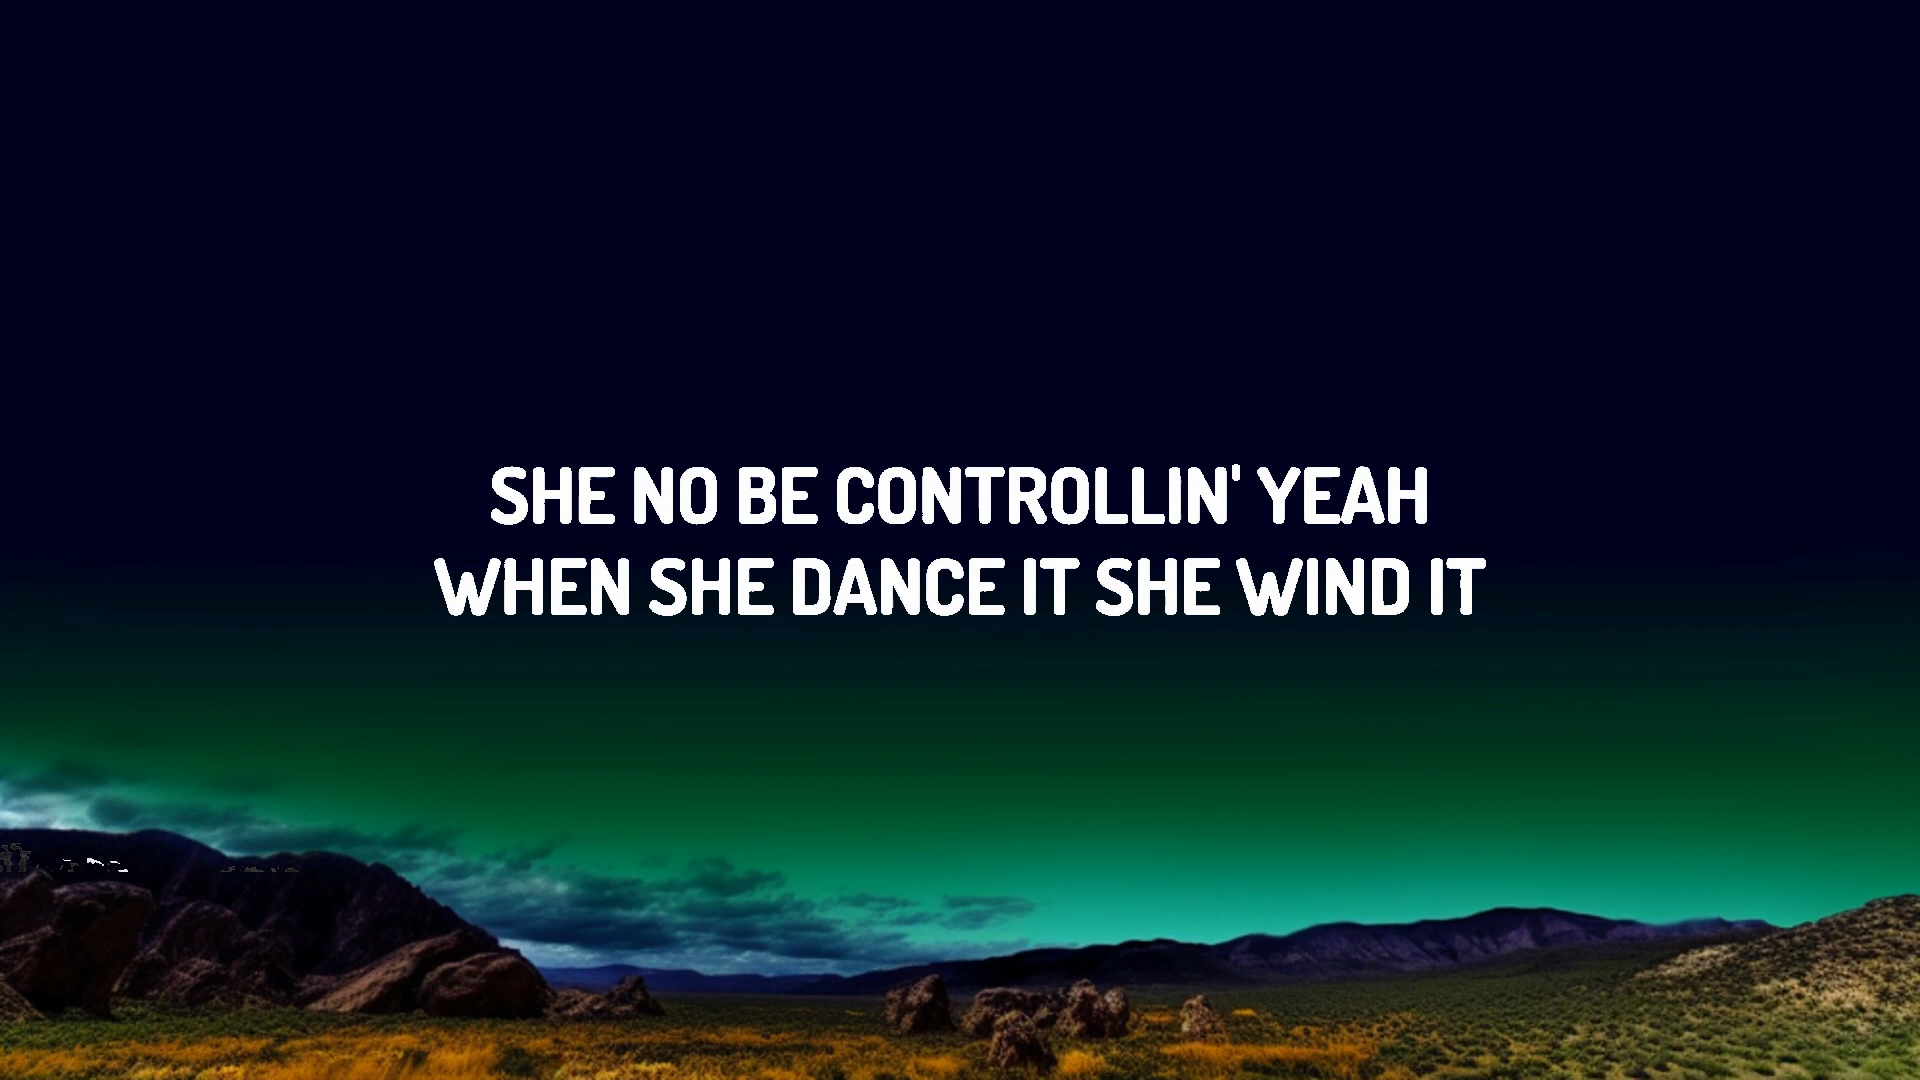 SHE NO BE CONTROLLIN' YEAH
WHEN SHE DANCE IT SHE WIND IT